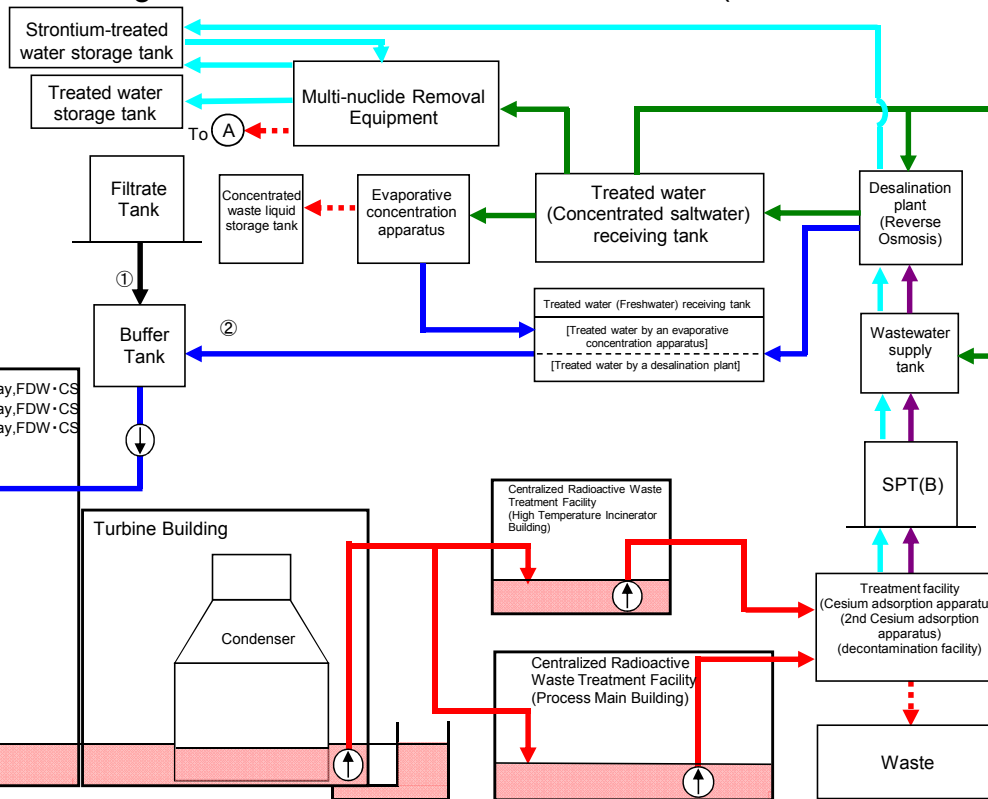 Strontium-treated
water storage tank
Treated water
storage tank
Multi-nuclide Removal
Equipment
To A
Filtrate
Tank
Concentrated
waste liquid
storage tank
Evaporative
concentration
apparatus
Treated water
(Concentrated saltwater)
receiving tank
Desalination
plant
(Reverse
Osmosis)
①
②
Buffer
Tank
Treated water (Freshwater) receiving tank
[Treated water by an evaporative
concentration apparatus]
[Treated water by a desalination plant]
Wastewater
supply
tank
ay,FDW・CS
ay,FDW・CS
ay,FDW・CS
SPT(B)
Turbine Building
Condenser
Centralized Radioactive Waste
Treatment Facility
(High Temperature Incinerator
Building)
Centralized Radioactive
Waste Treatment Facility
(Process Main Building)
Treatment facility
(Cesium adsorption apparatu
(2nd Cesium adsorption
apparatus)
(decontamination facility)
Waste